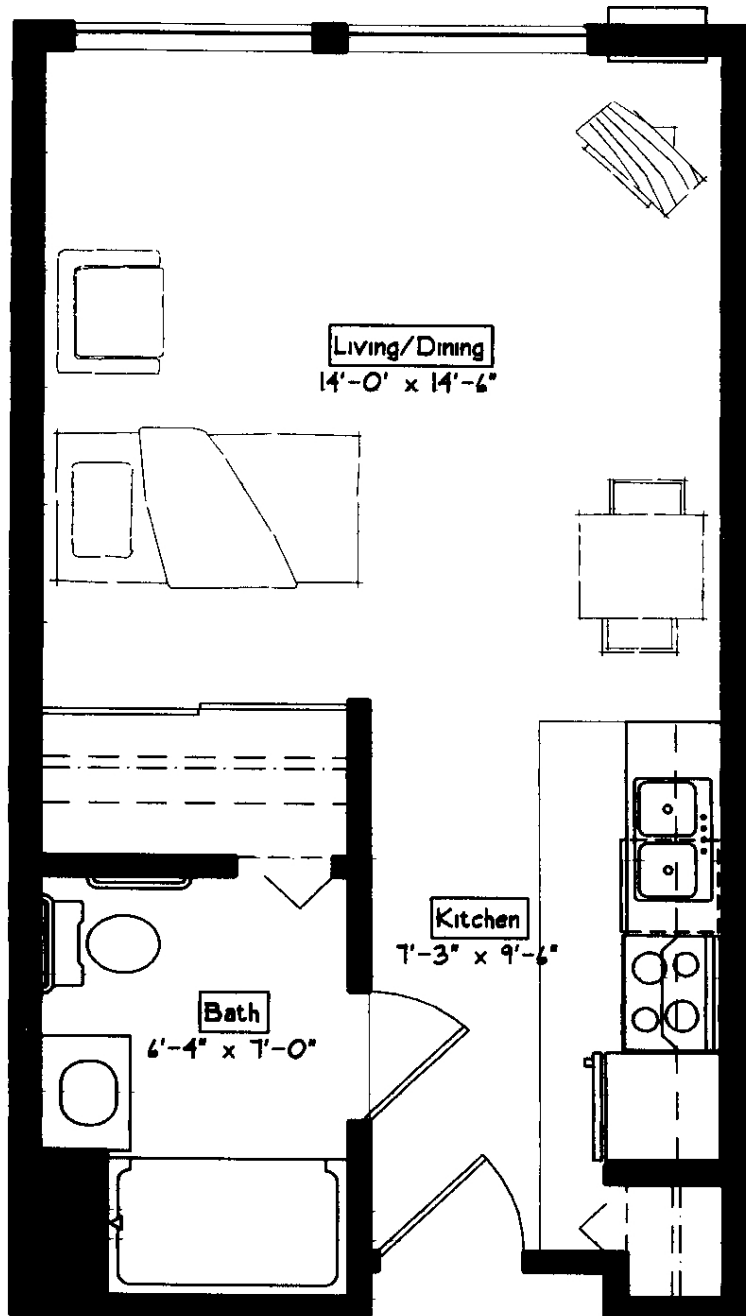 Living/Dining
14'-0' x 14'-6"
Kitchen
7'-3" x 9'-6"
Bath
6'-4" x 7'-0"